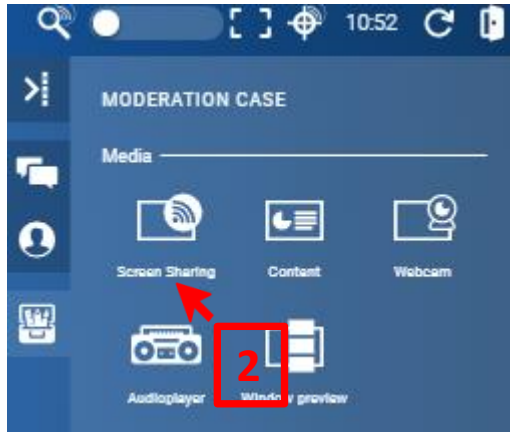 10:52
MODERATION CASE
Media
Screen Sharing
Content
Webcam
2
Audioplayer
Window preview